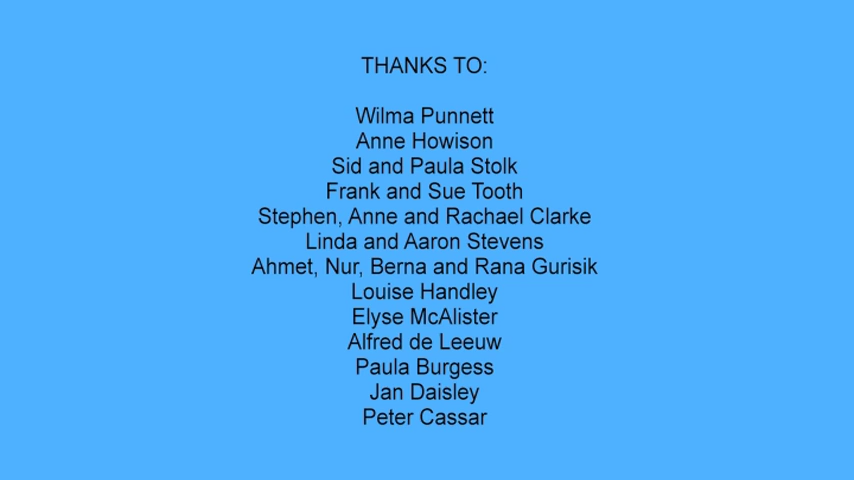 THANKS TO:
Wilma Punnett
Anne Howison
Sid and Paula Stolk
Frank and Sue Tooth
Stephen, Anne and Rachael Clarke
Linda and Aaron Stevens
Ahmet, Nur, Berna and Rana Gurisik
Louise Handley
Elyse McAlister
Alfred de Leeuw
Paula Burgess
Jan Daisley
Peter Cassar